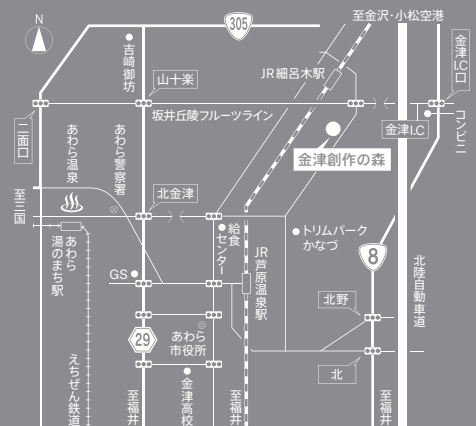 N
305
至金沢・小松空港
吉崎御坊
山十楽
JR細呂木駅
金津I.C口
坂井丘陵フルーツライン
二面口
金津I.C
コンビニ
金津創作の森
あわら温泉
あわら警察署
至三国
北金津
給食センター
トリムパーク
かなづ
8
北陸自動車道
あわら
湯のまち駅
GS
JR芦原温泉駅
北野
29
あわら
市役所
北
えちぜん鉄道
至福井
金津高校
至福井
至福井